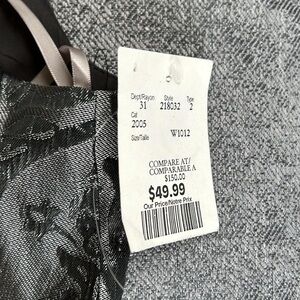 Dept/Rayon Style Type
31 218032 2
Cat
2005
Size/Taille W1012
COMPARE AT/
COMPARABLE A
$150.00
$49.99
Our Price/Notre Prix